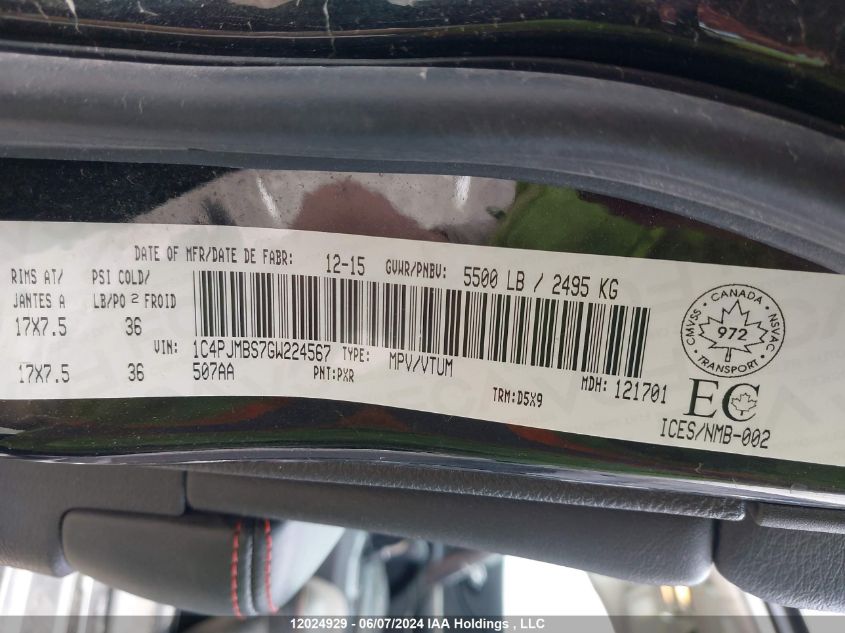 DATE OF MFR/DATE DE FABR: 12-15 GVWR/PNBV: 5500 LB / 2495 KG
RIMS AT/ PSI COLD/
JANTES A LB/PO 2 FROID
17X7.5 36
VIN: 1C4PJMBS7GW224567 TYPE: MPV/VTUM MDH: 121701
17X7.5 36 507AA PNT:PXR TRM:D5X9
CANADA
CMVSS NSVAC
972
TRANSPORT
EC
ICES/NMB-002
12024929 - 06/07/2024 IAA Holdings , LLC